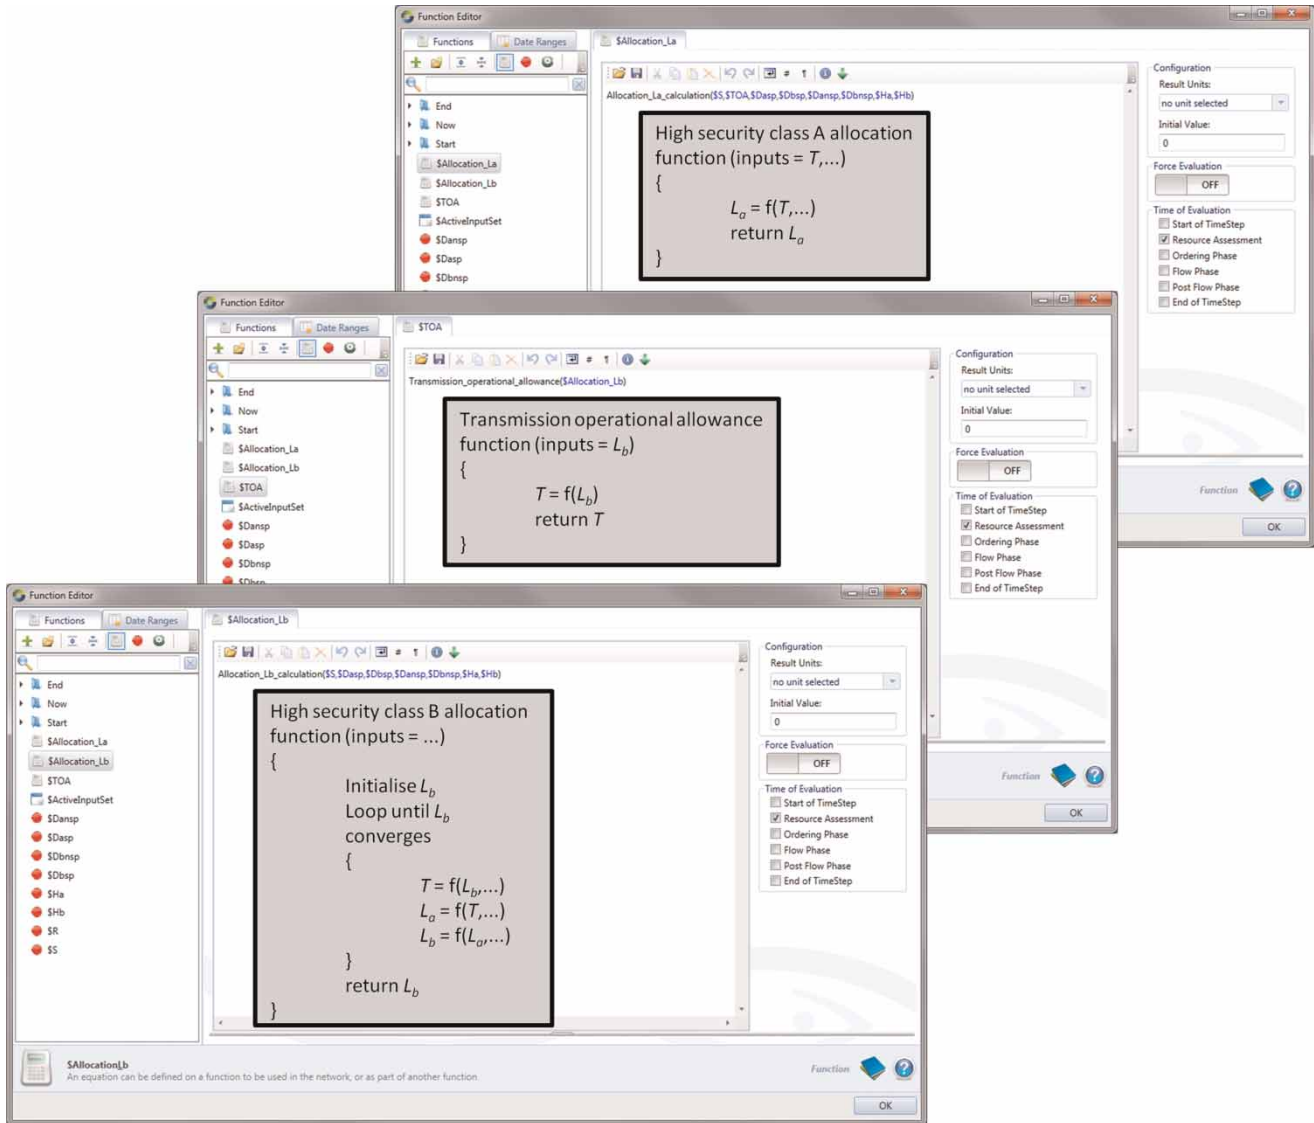 Function Editor
Functions
Date Ranges
$Allocation_La
Allocation_La_calculation($S,$TOA,$Dasp,$Dbsp,$Dansp,$Dbnsp,$Ha,$Hb)
End
Now
Start
$Allocation_La
$Allocation_Lb
$TOA
$ActiveInputSet
$Dansp
$Dasp
$Dbnsp
High security class A allocation
function (inputs = T,...)
{
La = f(T,...)
return La
}
Configuration
Result Units:
no unit selected
Initial Value:
0
Force Evaluation
OFF
Time of Evaluation
Start of TimeStep
Resource Assessment
Ordering Phase
Flow Phase
Post Flow Phase
End of TimeStep
Function
OK
Function Editor
Functions
Date Ranges
$TOA
Transmission_operational_allowance($Allocation_Lb)
End
Now
Start
$Allocation_La
$Allocation_Lb
$TOA
$ActiveInputSet
$Dansp
$Dasp
$Dbnsp
$Dbsp
Transmission operational allowance
function (inputs = Lb)
{
T = f(Lb)
return T
}
Configuration
Result Units:
no unit selected
Initial Value:
0
Force Evaluation
OFF
Time of Evaluation
Start of TimeStep
Resource Assessment
Ordering Phase
Flow Phase
Post Flow Phase
End of TimeStep
Function
OK
Function Editor
Functions
Date Ranges
$Allocation_Lb
Allocation_Lb_calculation($S,$Dasp,$Dbsp,$Dansp,$Dbnsp,$Ha,$Hb)
End
Now
Start
$Allocation_La
$Allocation_Lb
$TOA
$ActiveInputSet
$Dansp
$Dasp
$Dbnsp
$Dbsp
$Ha
$Hb
$R
$S
High security class B allocation
function (inputs = ...)
{
Initialise Lb
Loop until Lb
converges
{
T = f(Lb,...)
La = f(T,...)
Lb = f(La,...)
}
return Lb
}
Configuration
Result Units:
no unit selected
Initial Value:
0
Force Evaluation
OFF
Time of Evaluation
Start of TimeStep
Resource Assessment
Ordering Phase
Flow Phase
Post Flow Phase
End of TimeStep
$Allocation_Lb
An equation can be defined on a function to be used in the network, or as part of another function.
Function
OK